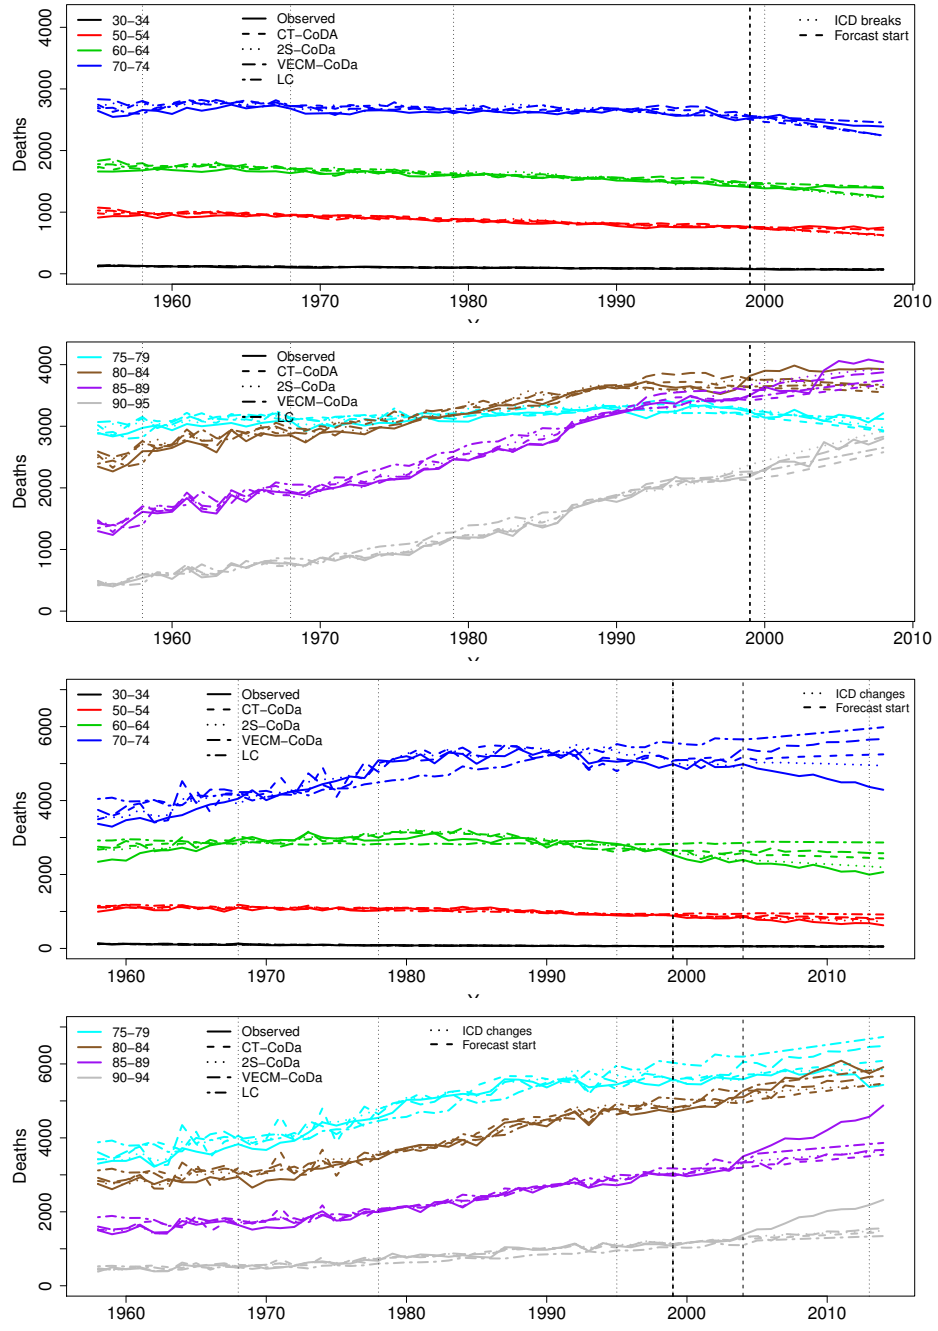 30−34 Observed ICD breaks
50−54 CT−CoDA Forcast start
60−64 2S−CoDa
70−74 VECM−CoDa
LC
Deaths
0 1000 2000 3000 4000
1960 1970 1980 1990 2000 2010
75−79 Observed
80−84 CT−CoDA
85−89 2S−CoDa
90−95 VECM−CoDa
LC
Deaths
0 1000 2000 3000 4000
1960 1970 1980 1990 2000 2010
30−34 Observed ICD changes
50−54 CT−CoDa Forecast start
60−64 2S−CoDa
70−74 VECM−CoDa
LC
Deaths
0 2000 4000 6000
1960 1970 1980 1990 2000 2010
75−79 Observed ICD changes
80−84 CT−CoDa Forecast start
85−89 2S−CoDa
90−94 VECM−CoDa
LC
Deaths
0 2000 4000 6000
1960 1970 1980 1990 2000 2010